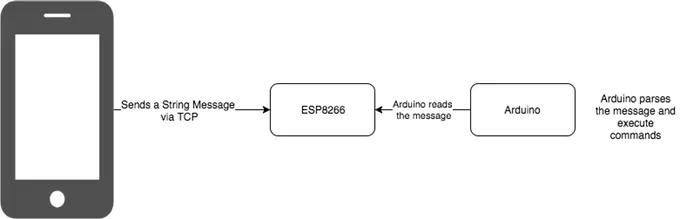 Sends a String Message
via TCP
ESP8266
Arduino reads
the message
Arduino
Arduino parses
the message and
execute
commands